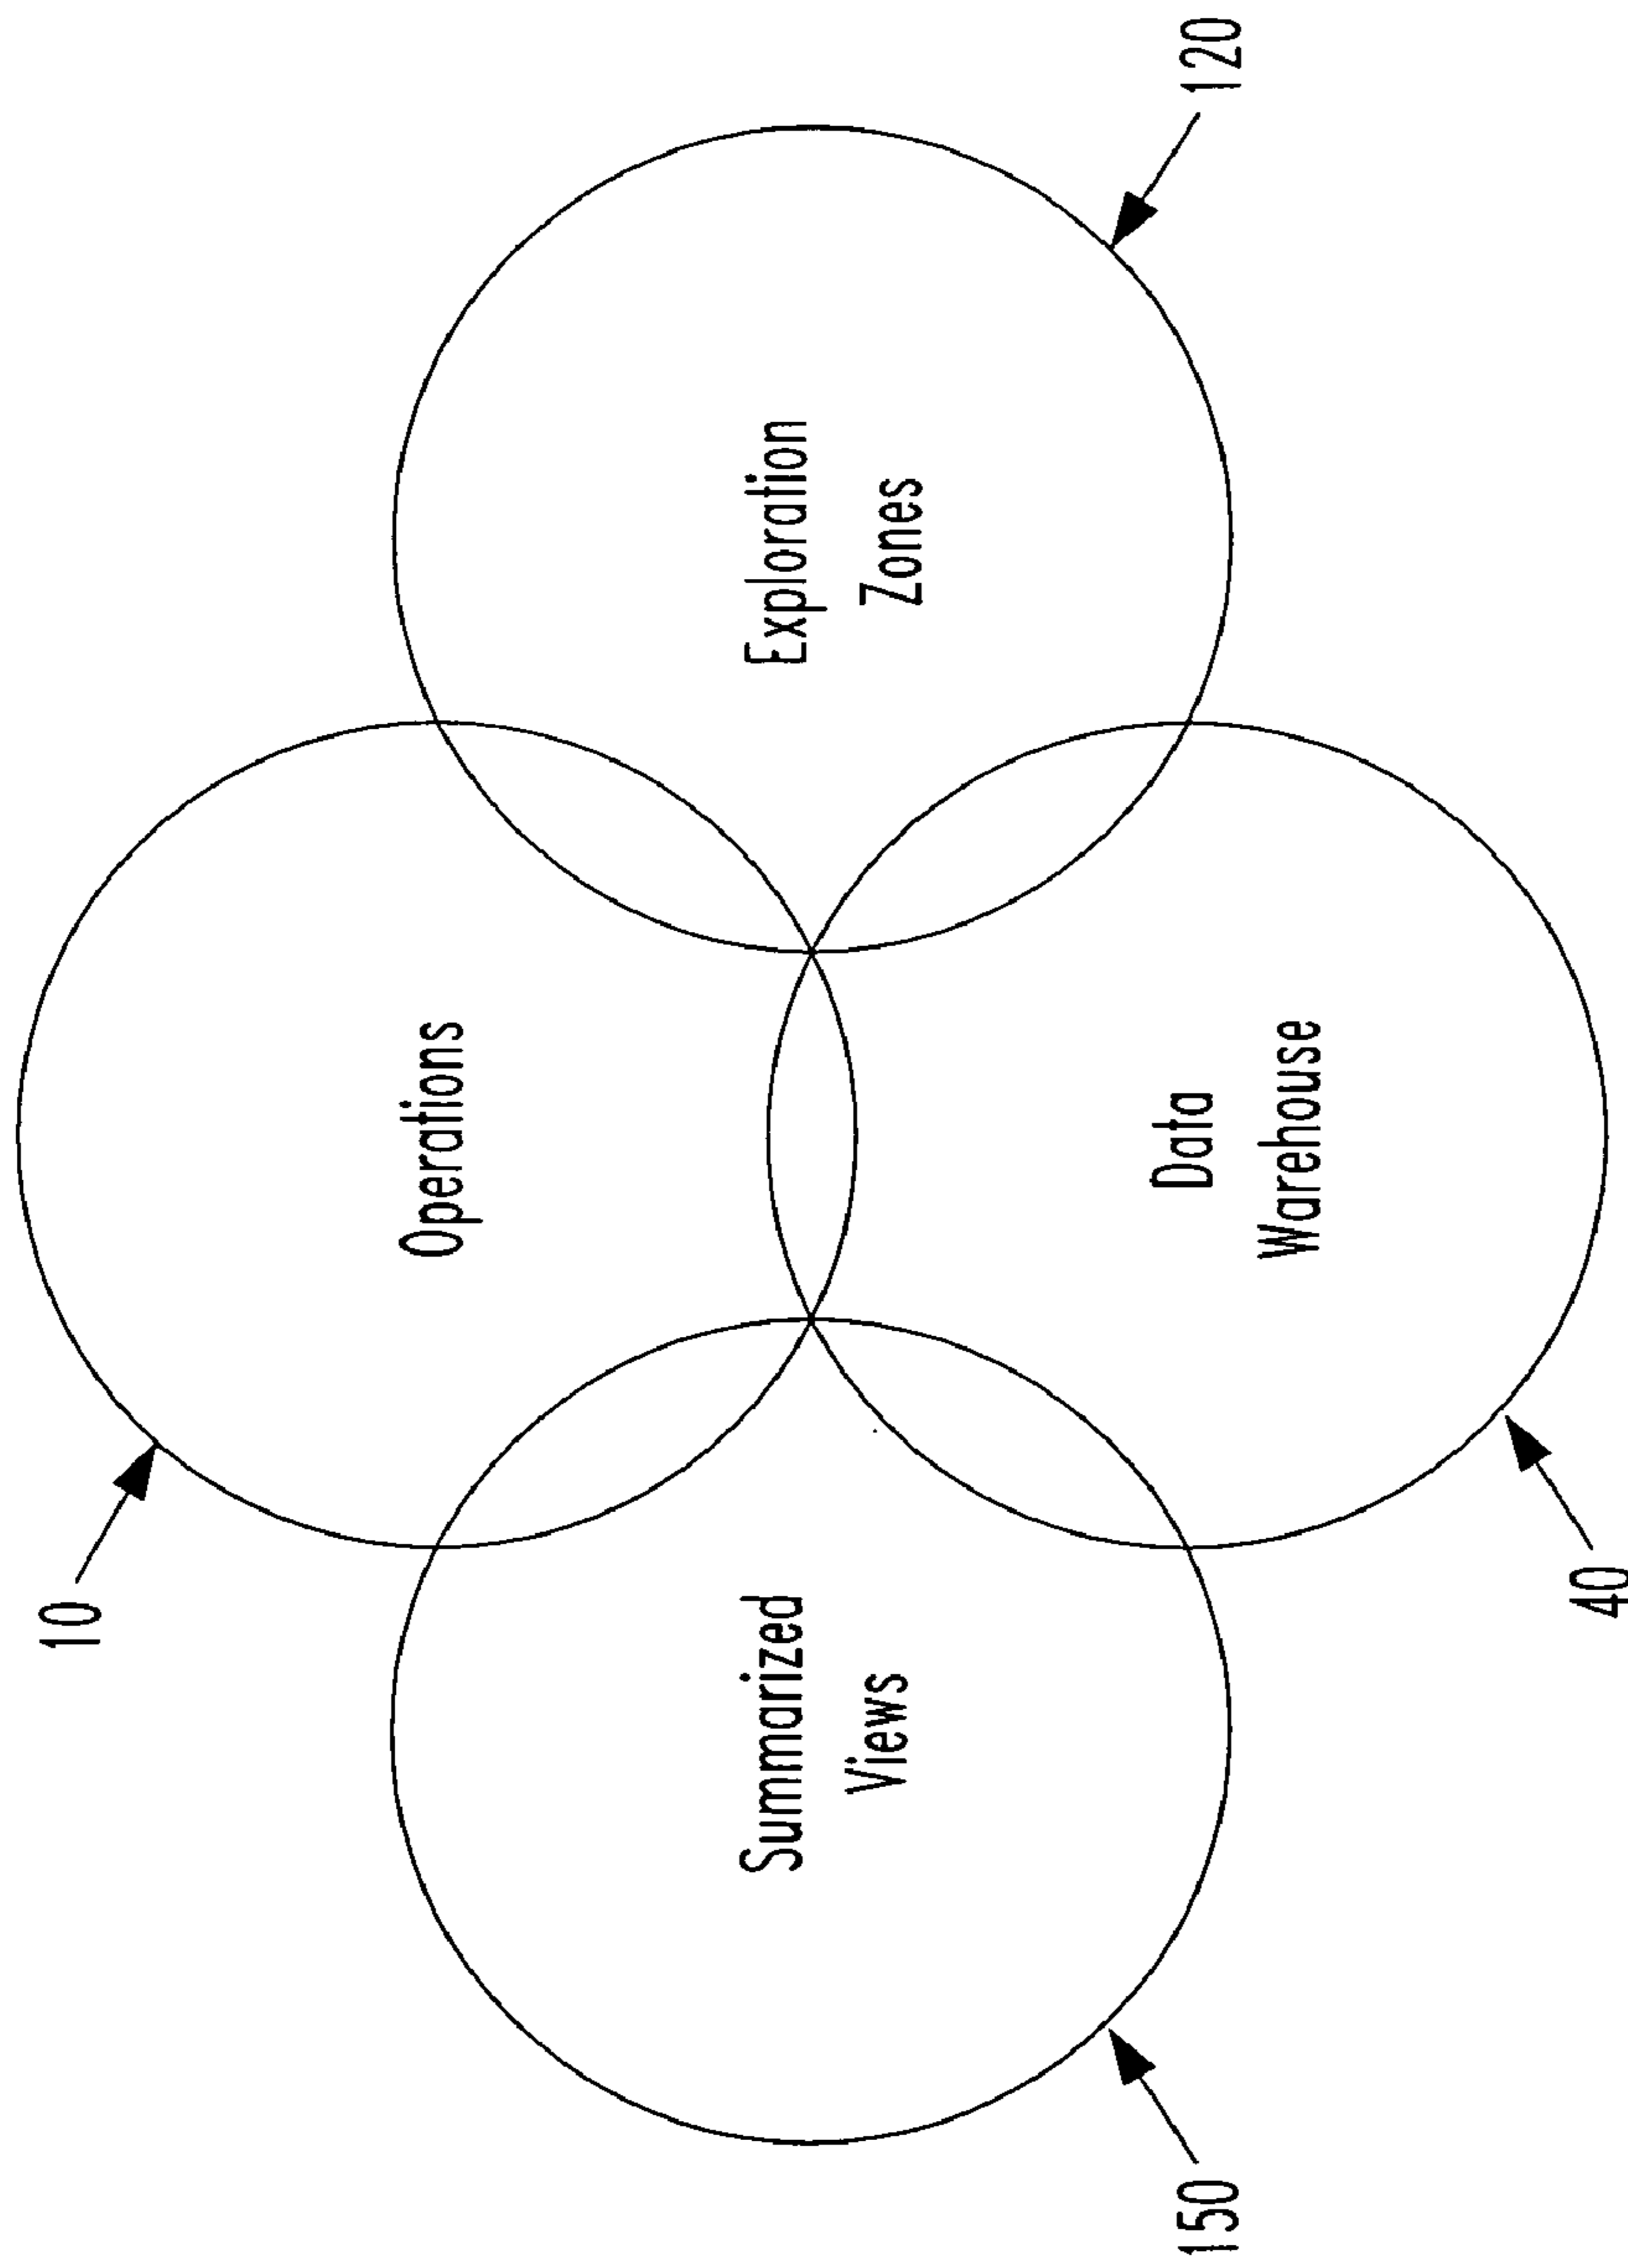 10
Operations
Summarized
Views
Exploration
Zones
Data
Warehouse
150
40
120